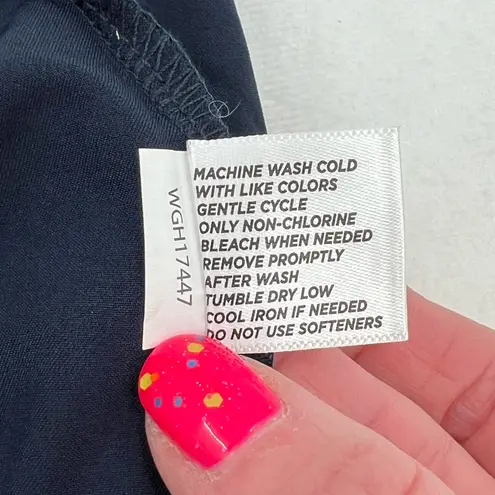 MACHINE WASH COLD
WITH LIKE COLORS
GENTLE CYCLE
ONLY NON-CHLORINE
BLEACH WHEN NEEDED
REMOVE PROMPTLY
AFTER WASH
TUMBLE DRY LOW
COOL IRON IF NEEDED
DO NOT USE SOFTENERS
WGH17447